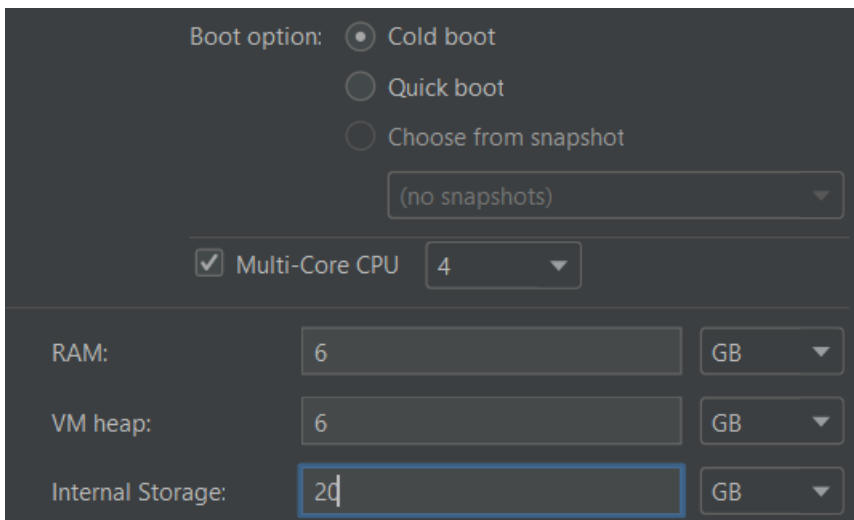 Boot option: Cold boot
Quick boot
Choose from snapshot
(no snapshots)
Multi-Core CPU 4
RAM: 6 GB
VM heap: 6 GB
Internal Storage: 20 GB